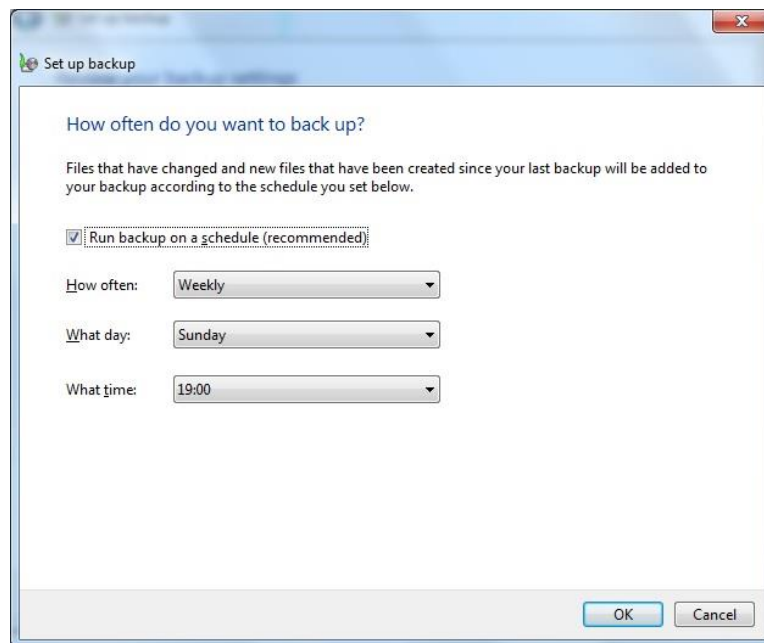 Set up backup
How often do you want to back up?
Files that have changed and new files that have been created since your last backup will be added to
your backup according to the schedule you set below.
Run backup on a schedule (recommended)
How often: Weekly
What day: Sunday
What time: 19:00
OK Cancel